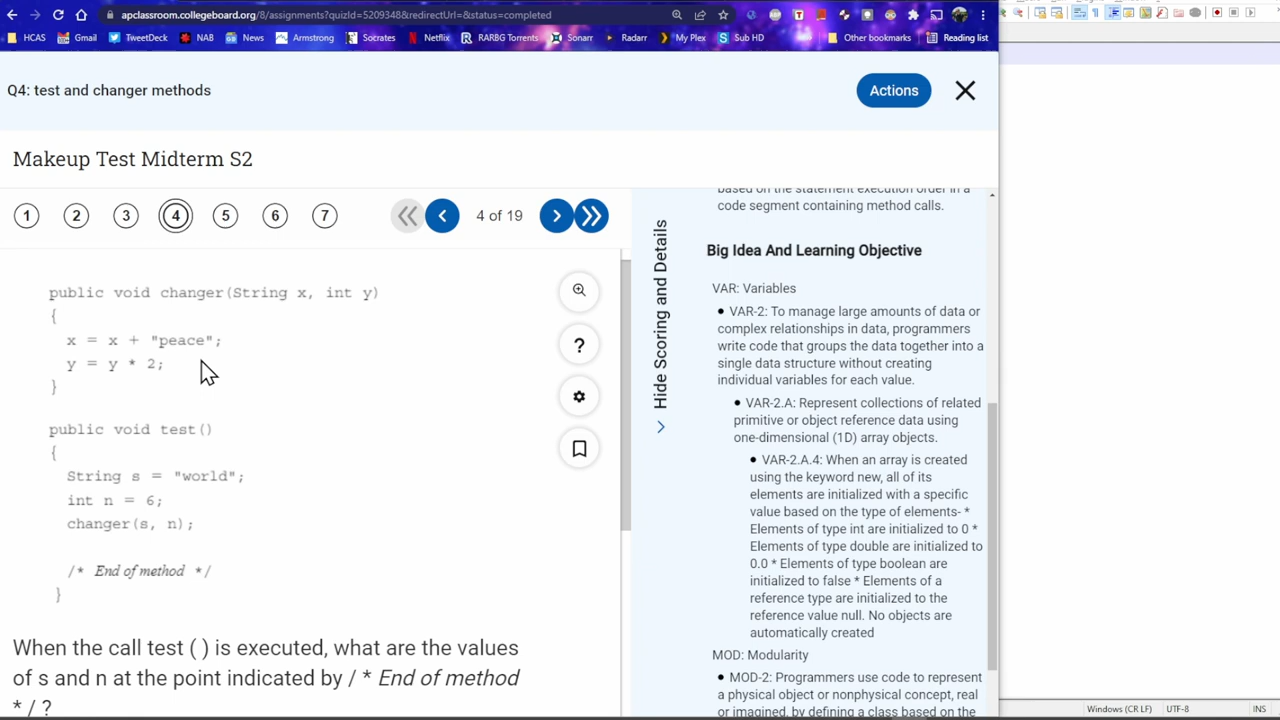 apclassroom.collegeboard.org/8/assignments?quizId=5209348&redirectUrl=&status=completed
HCAS Gmail TweetDeck NAB News Armstrong Socrates Netflix RARBG Torrents Sonarr Radarr My Plex Sub HD Other bookmarks Reading list
Q4: test and changer methods
Actions
Makeup Test Midterm S2
1 2 3 4 5 6 7 4 of 19
public void changer(String x, int y)
{
x = x + "peace";
y = y * 2;
}
public void test()
{
String s = "world";
int n = 6;
changer(s, n);
/* End of method */
}
When the call test ( ) is executed, what are the values
of s and n at the point indicated by / * End of method
* / ?
?
Hide Scoring and Details
based on the statement execution order in a
code segment containing method calls.
Big Idea And Learning Objective
VAR: Variables
• VAR-2: To manage large amounts of data or
complex relationships in data, programmers
write code that groups the data together into a
single data structure without creating
individual variables for each value.
• VAR-2.A: Represent collections of related
primitive or object reference data using
one-dimensional (1D) array objects.
• VAR-2.A.4: When an array is created
using the keyword new, all of its
elements are initialized with a specific
value based on the type of elements- *
Elements of type int are initialized to 0 *
Elements of type double are initialized to
0.0 * Elements of type boolean are
initialized to false * Elements of a
reference type are initialized to the
reference value null. No objects are
automatically created
MOD: Modularity
• MOD-2: Programmers use code to represent
a physical object or nonphysical concept, real
or imagined, by defining a class based on the
Windows (CR LF) UTF-8 INS